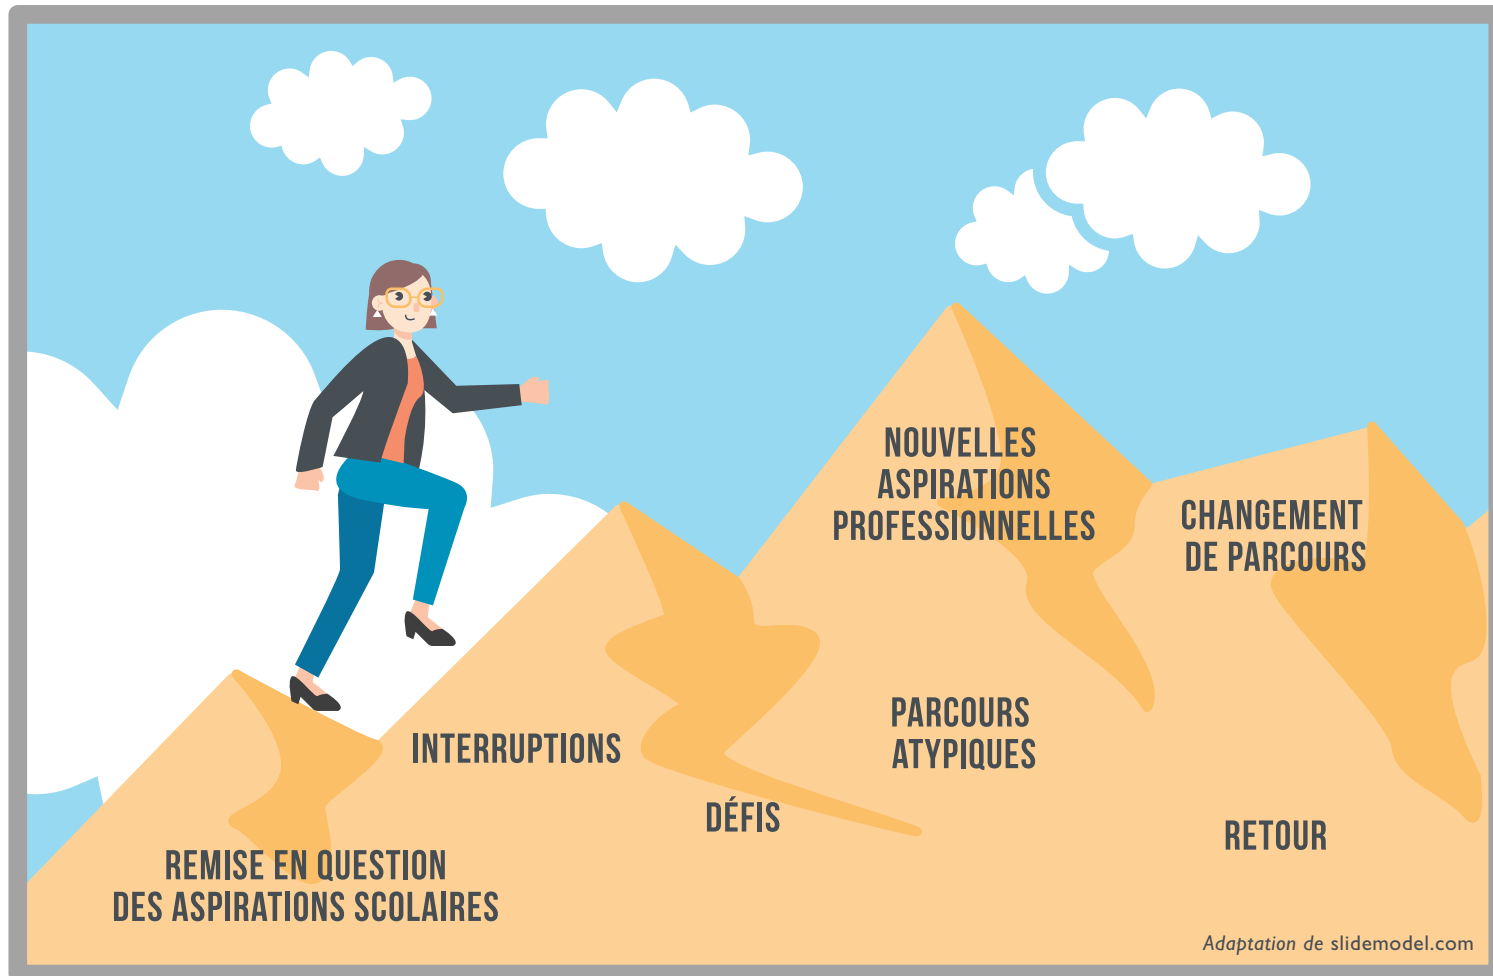 NOUVELLES
ASPIRATIONS
PROFESSIONNELLES
CHANGEMENT
DE PARCOURS
PARCOURS
ATYPIQUES
INTERRUPTIONS
DÉFIS
RETOUR
REMISE EN QUESTION
DES ASPIRATIONS SCOLAIRES
Adaptation de slidemodel.com